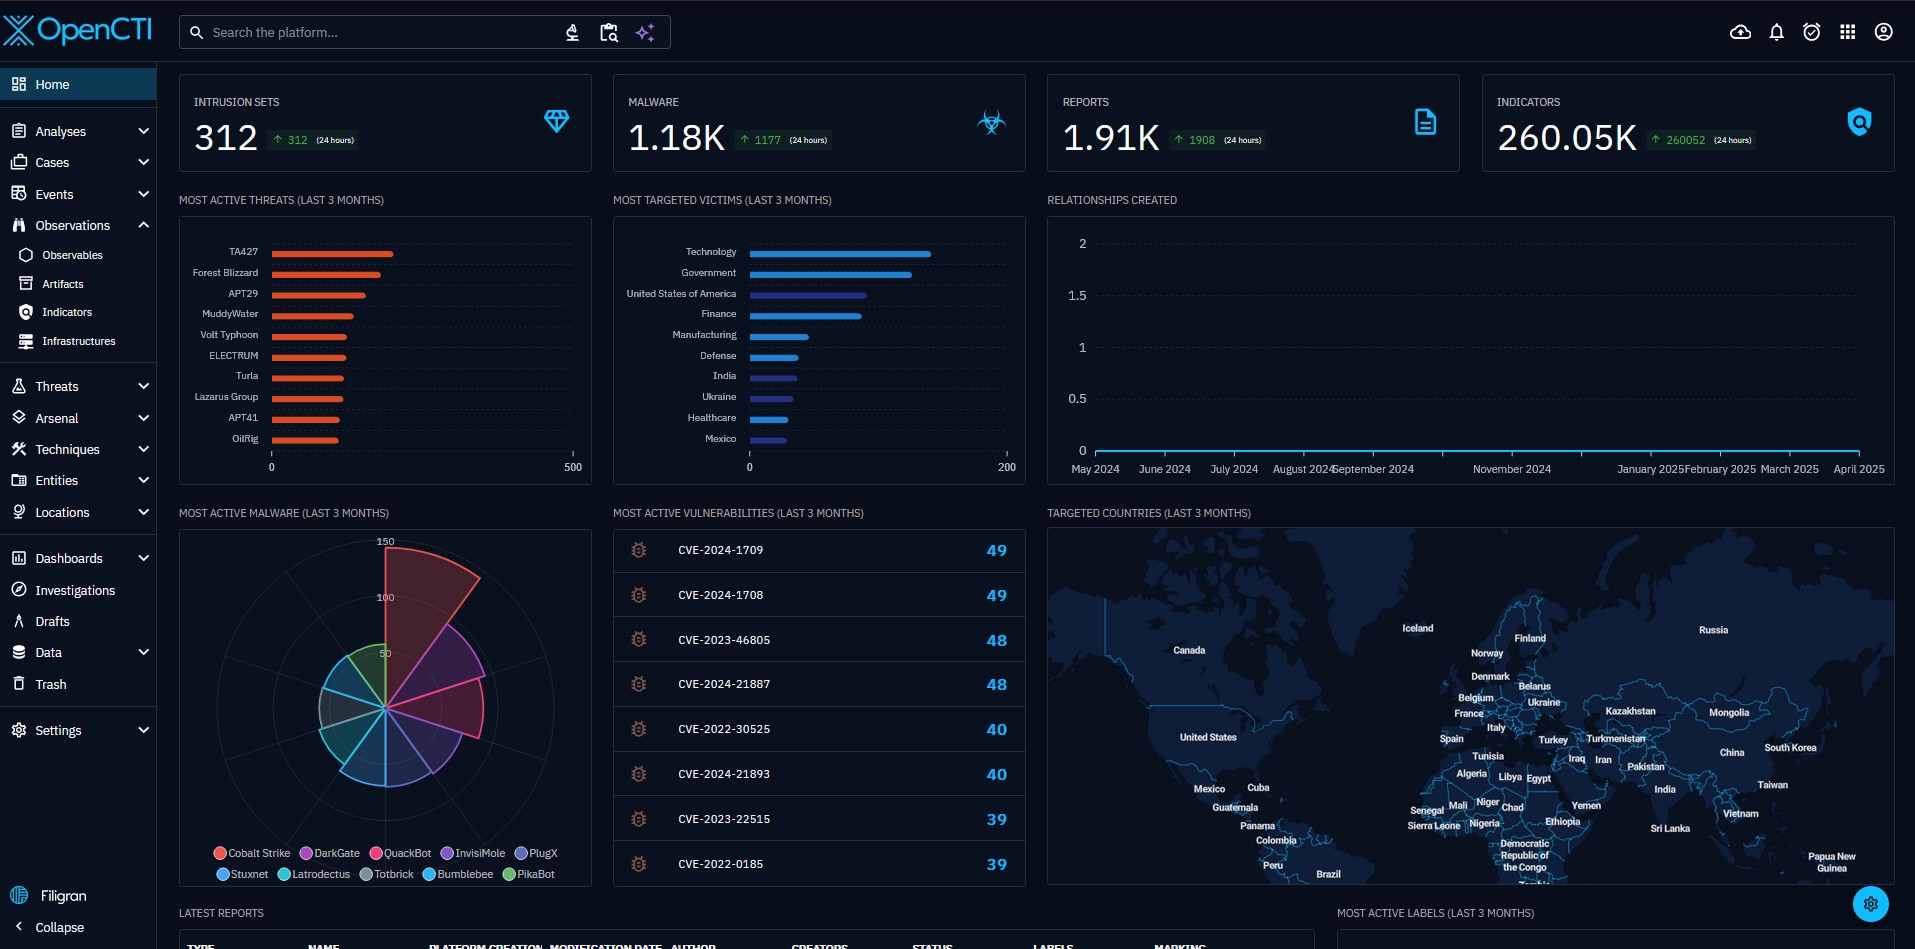 OpenCTI
Search the platform...
Home
Analyses
Cases
Events
Observations
Observables
Artifacts
Indicators
Infrastructures
Threats
Arsenal
Techniques
Entities
Locations
Dashboards
Investigations
Drafts
Data
Trash
Settings
Filigran
Collapse
INTRUSION SETS
312 312 (24 hours)
MALWARE
1.18K 1177 (24 hours)
REPORTS
1.91K 1908 (24 hours)
INDICATORS
260.05K 260052 (24 hours)
MOST ACTIVE THREATS (LAST 3 MONTHS)
TA427
Forest Blizzard
APT29
MuddyWater
Volt Typhoon
ELECTRUM
Turla
Lazarus Group
APT41
OilRig
0 500
MOST TARGETED VICTIMS (LAST 3 MONTHS)
Technology
Government
United States of America
Finance
Manufacturing
Defense
India
Ukraine
Healthcare
Mexico
0 200
RELATIONSHIPS CREATED
2
1.5
1
0.5
0
May 2024 June 2024 July 2024 August 2024 September 2024 November 2024 January 2025 February 2025 March 2025 April 2025
MOST ACTIVE MALWARE (LAST 3 MONTHS)
150
100
50
Cobalt Strike DarkGate QuackBot InvisiMole PlugX
Stuxnet Latrodectus Totbrick Bumblebee PikaBot
MOST ACTIVE VULNERABILITIES (LAST 3 MONTHS)
CVE-2024-1709 49
CVE-2024-1708 49
CVE-2023-46805 48
CVE-2024-21887 48
CVE-2022-30525 40
CVE-2024-21893 40
CVE-2023-22515 39
CVE-2022-0185 39
TARGETED COUNTRIES (LAST 3 MONTHS)
Iceland
Finland
Russia
Canada
Norway
Denmark
Belarus
Belgium
Ukraine
France
Kazakhstan
Mongolia
Italy
United States
Spain
Turkey
Turkmenistan
China
South Korea
Tunisia
Iraq
Iran
Pakistan
Algeria
Libya
Egypt
Mexico
Cuba
India
Taiwan
Guatemala
Senegal
Mali
Niger
Chad
Yemen
Vietnam
Panama
Sierra Leone
Nigeria
Ethiopia
Sri Lanka
Colombia
Democratic
Republic of
the Congo
Peru
Brazil
Papua New
Guinea
Zambia
LATEST REPORTS
TYPE NAME PLATFORM CREATION MODIFICATION DATE AUTHOR CREATORS STATUS LABELS MARKING
MOST ACTIVE LABELS (LAST 3 MONTHS)